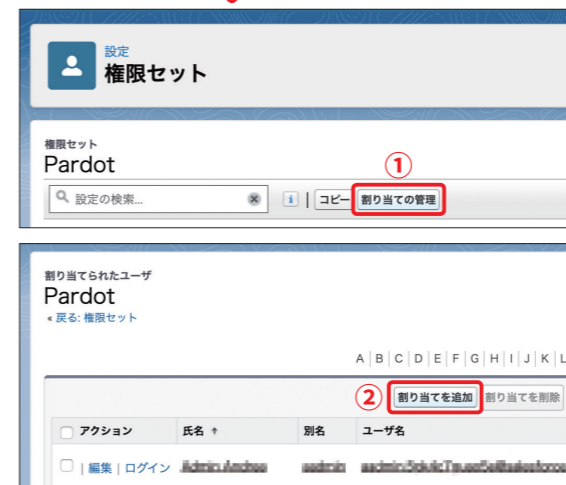 設定
権限セット
権限セット
Pardot
①
設定の検索...
i | コピー 割り当ての管理
割り当てられたユーザ
Pardot
« 戻る: 権限セット
A | B | C | D | E | F | G | H | I | J | K | L
② 割り当てを追加 割り当てを削除
アクション 氏名 ↑ 別名 ユーザ名
| 編集 | ログイン